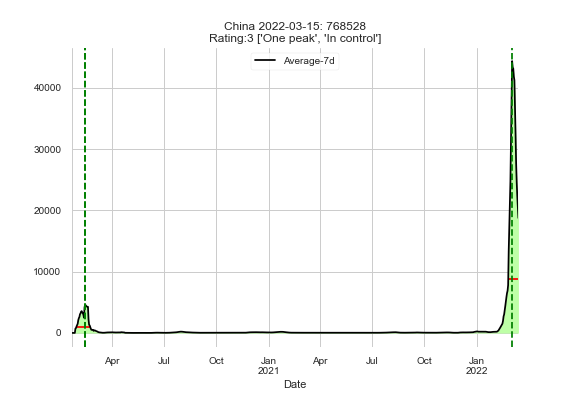 China 2022-03-15: 768528
Rating:3 ['One peak', 'In control']
Average-7d
40000
30000
20000
10000
0
Apr Jul Oct Jan Apr Jul Oct Jan
2021 2022
Date